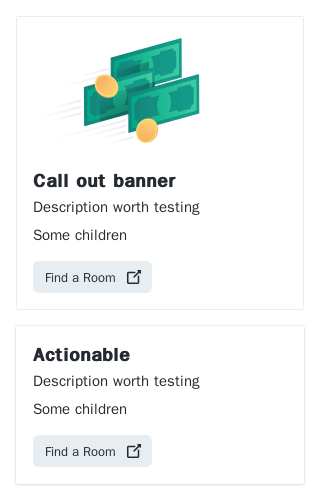 Call out banner
Description worth testing
Some children
Find a Room
Actionable
Description worth testing
Some children
Find a Room